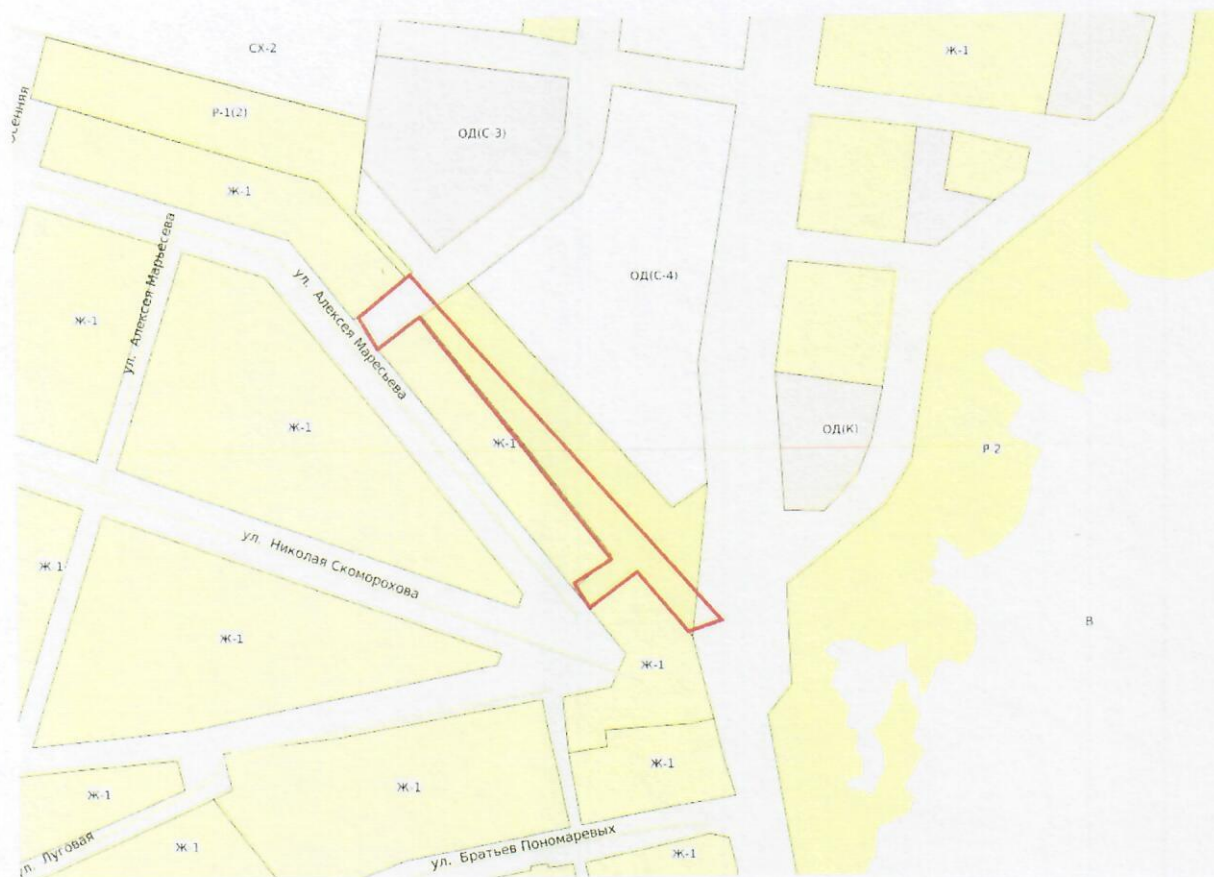 СХ-2
Ж-1
Р-1(2)
ОД(С-3)
Ж-1
ОД(С-4)
ул. Алексея Марьесева
ул. Алексея Маресьева
Ж-1
Ж-1
Ж-1
ОД(К)
Р-2
ул. Николая Скоморохова
Ж-1
Ж-1
В
Ж-1
Ж-1
Ж-1
Ж-1
ул. Луговая
Ж-1
ул. Братьев Пономаревых
Ж-1